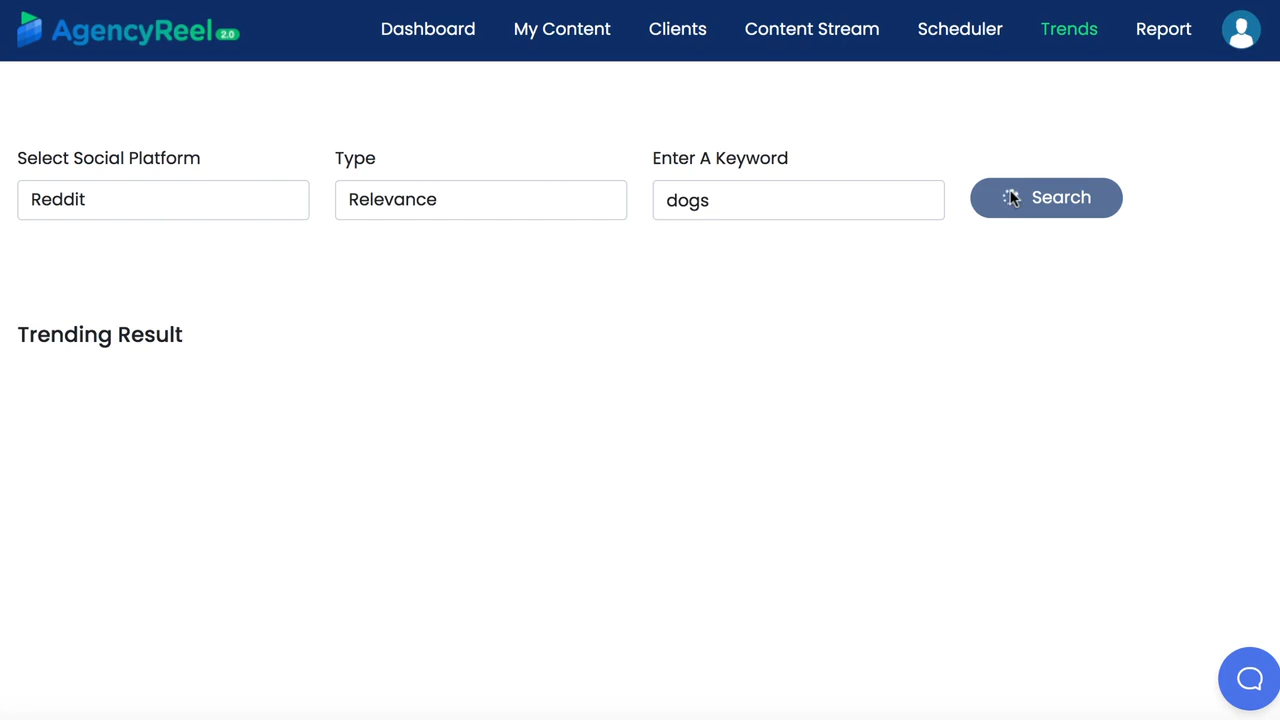 AgencyReel 2.0
Dashboard
My Content
Clients
Content Stream
Scheduler
Trends
Report
Select Social Platform
Type
Enter A Keyword
Reddit
Relevance
dogs
Search
Trending Result